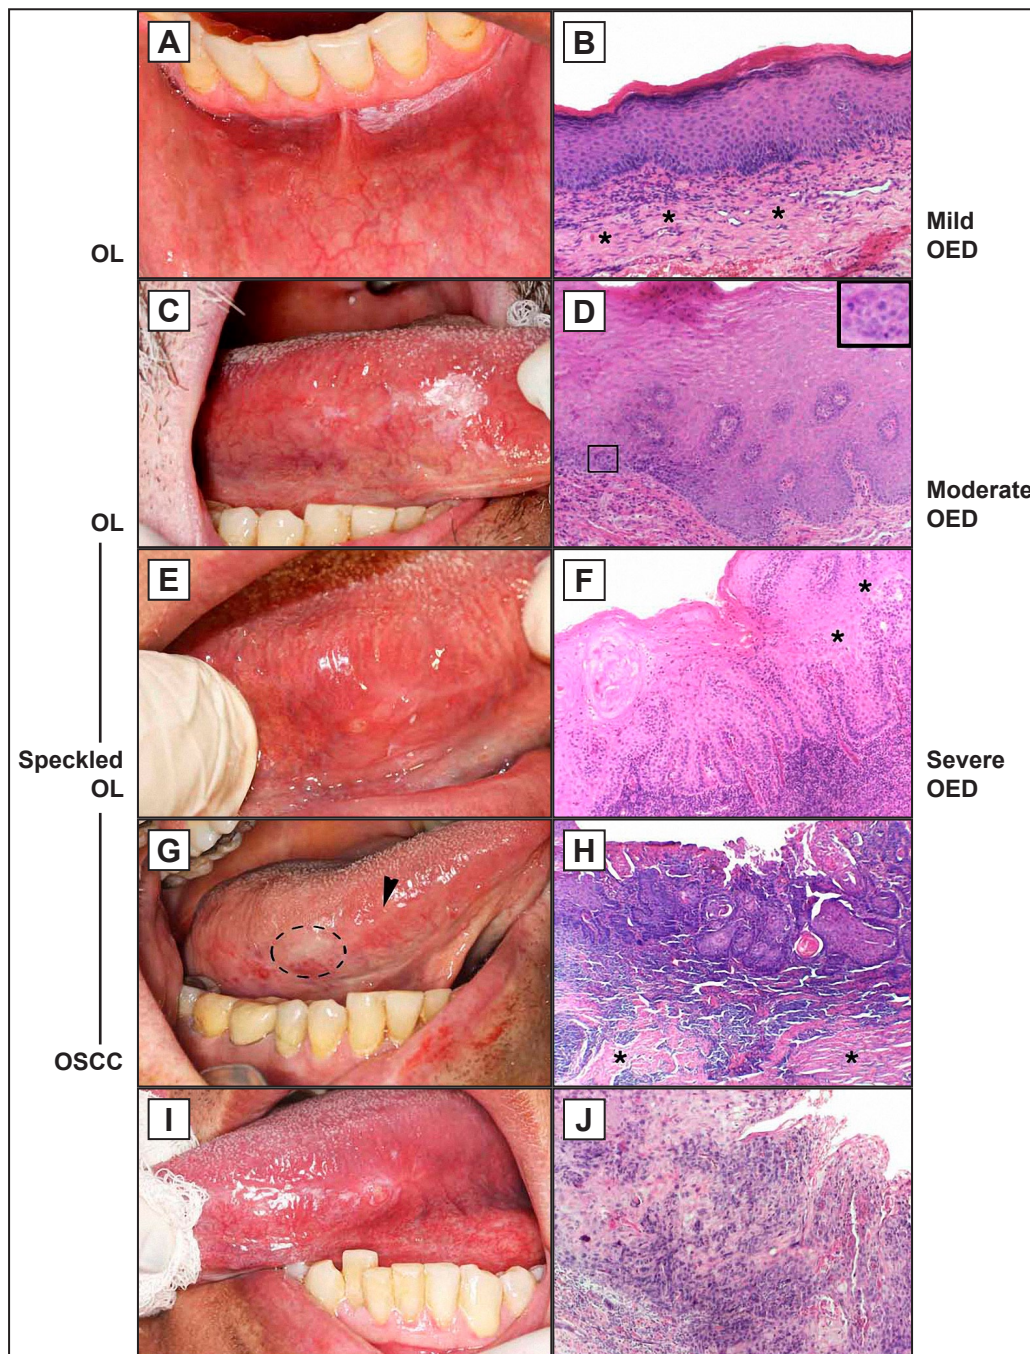 A
B
OL
* * *
Mild
OED
C
D
OL
Moderate
OED
E
F
* *
Speckled
OL
Severe
OED
G
H
OSCC
* *
I
J